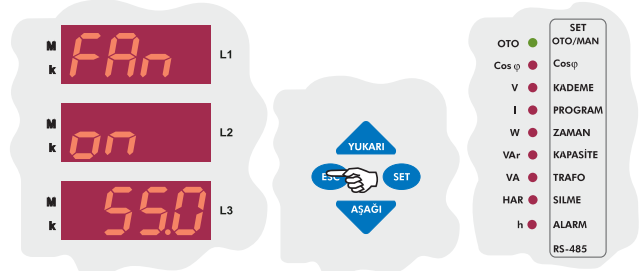 M
k
FAn
L1
M
k
on
L2
M
k
55.0
L3
YUKARI
ESC
SET
AŞAĞI
SET
OTO OTO/MAN
Cos φ Cosφ
V KADEME
I PROGRAM
W ZAMAN
VAr KAPASİTE
VA TRAFO
HAR SILME
h ALARM
RS-485